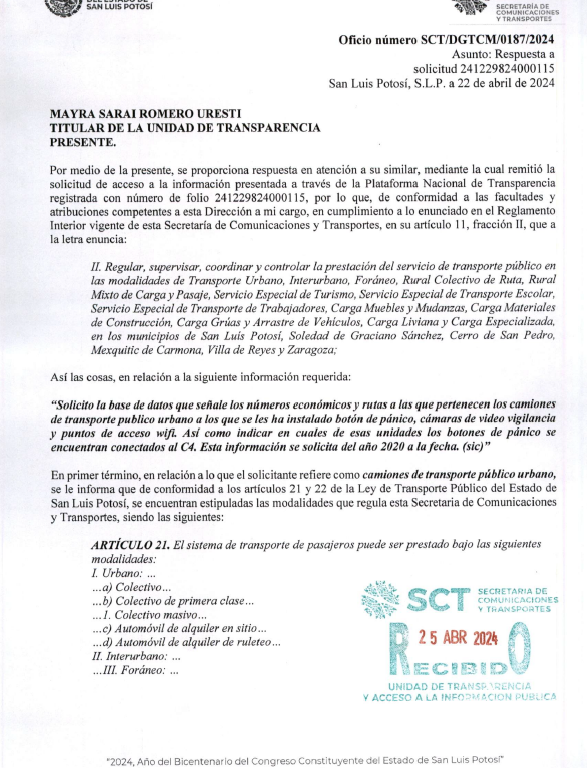 SAN LUIS POTOSÍ
SECRETARÍA DE
COMUNICACIONES
Y TRANSPORTES
Oficio número SCT/DGTCM/0187/2024
Asunto: Respuesta a
solicitud 241229824000115
San Luis Potosí, S.L.P. a 22 de abril de 2024
MAYRA SARAI ROMERO URESTI
TITULAR DE LA UNIDAD DE TRANSPARENCIA
PRESENTE.
Por medio de la presente, se proporciona respuesta en atención a su similar, mediante la cual remitió la
solicitud de acceso a la información presentada a través de la Plataforma Nacional de Transparencia
registrada con número de folio 241229824000115, por lo que, de conformidad a las facultades y
atribuciones competentes a esta Dirección a mi cargo, en cumplimiento a lo enunciado en el Reglamento
Interior vigente de esta Secretaría de Comunicaciones y Transportes, en su artículo 11, fracción II, que a
la letra enuncia:
II. Regular, supervisar, coordinar y controlar la prestación del servicio de transporte público en
las modalidades de Transporte Urbano, Interurbano, Foráneo, Rural Colectivo de Ruta, Rural
Mixto de Carga y Pasaje, Servicio Especial de Turismo, Servicio Especial de Transporte Escolar,
Servicio Especial de Transporte de Trabajadores, Carga Muebles y Mudanzas, Carga Materiales
de Construcción, Carga Grúas y Arrastre de Vehículos, Carga Liviana y Carga Especializada,
en los municipios de San Luís Potosí, Soledad de Graciano Sánchez, Cerro de San Pedro,
Mexquitic de Carmona, Villa de Reyes y Zaragoza;
Así las cosas, en relación a la siguiente información requerida:
“Solicito la base de datos que señale los números económicos y rutas a las que pertenecen los camiones
de transporte publico urbano a los que se les ha instalado botón de pánico, cámaras de video vigilancia
y puntos de acceso wifi. Así como indicar en cuales de esas unidades los botones de pánico se
encuentran conectados al C4. Esta información se solicita del año 2020 a la fecha. (sic)”
En primer término, en relación a lo que el solicitante refiere como camiones de transporte público urbano,
se le informa que de conformidad a los artículos 21 y 22 de la Ley de Transporte Público del Estado de
San Luis Potosí, se encuentran estipuladas las modalidades que regula esta Secretaria de Comunicaciones
y Transportes, siendo las siguientes:
ARTÍCULO 21. El sistema de transporte de pasajeros puede ser prestado bajo las siguientes
modalidades:
I. Urbano: ...
...a) Colectivo...
...b) Colectivo de primera clase...
...1. Colectivo masivo...
...c) Automóvil de alquiler en sitio...
...d) Automóvil de alquiler de ruleteo...
II. Interurbano: ...
...III. Foráneo: ...
SCT
SECRETARIA DE
COMUNICACIONES
Y TRANSPORTES
25 ABR 2024
RECIBIDO
UNIDAD DE TRANSPARENCIA
Y ACCESO A LA INFORMACION PUBLICA
“2024, Año del Bicentenario del Congreso Constituyente del Estado de San Luis Potosí”